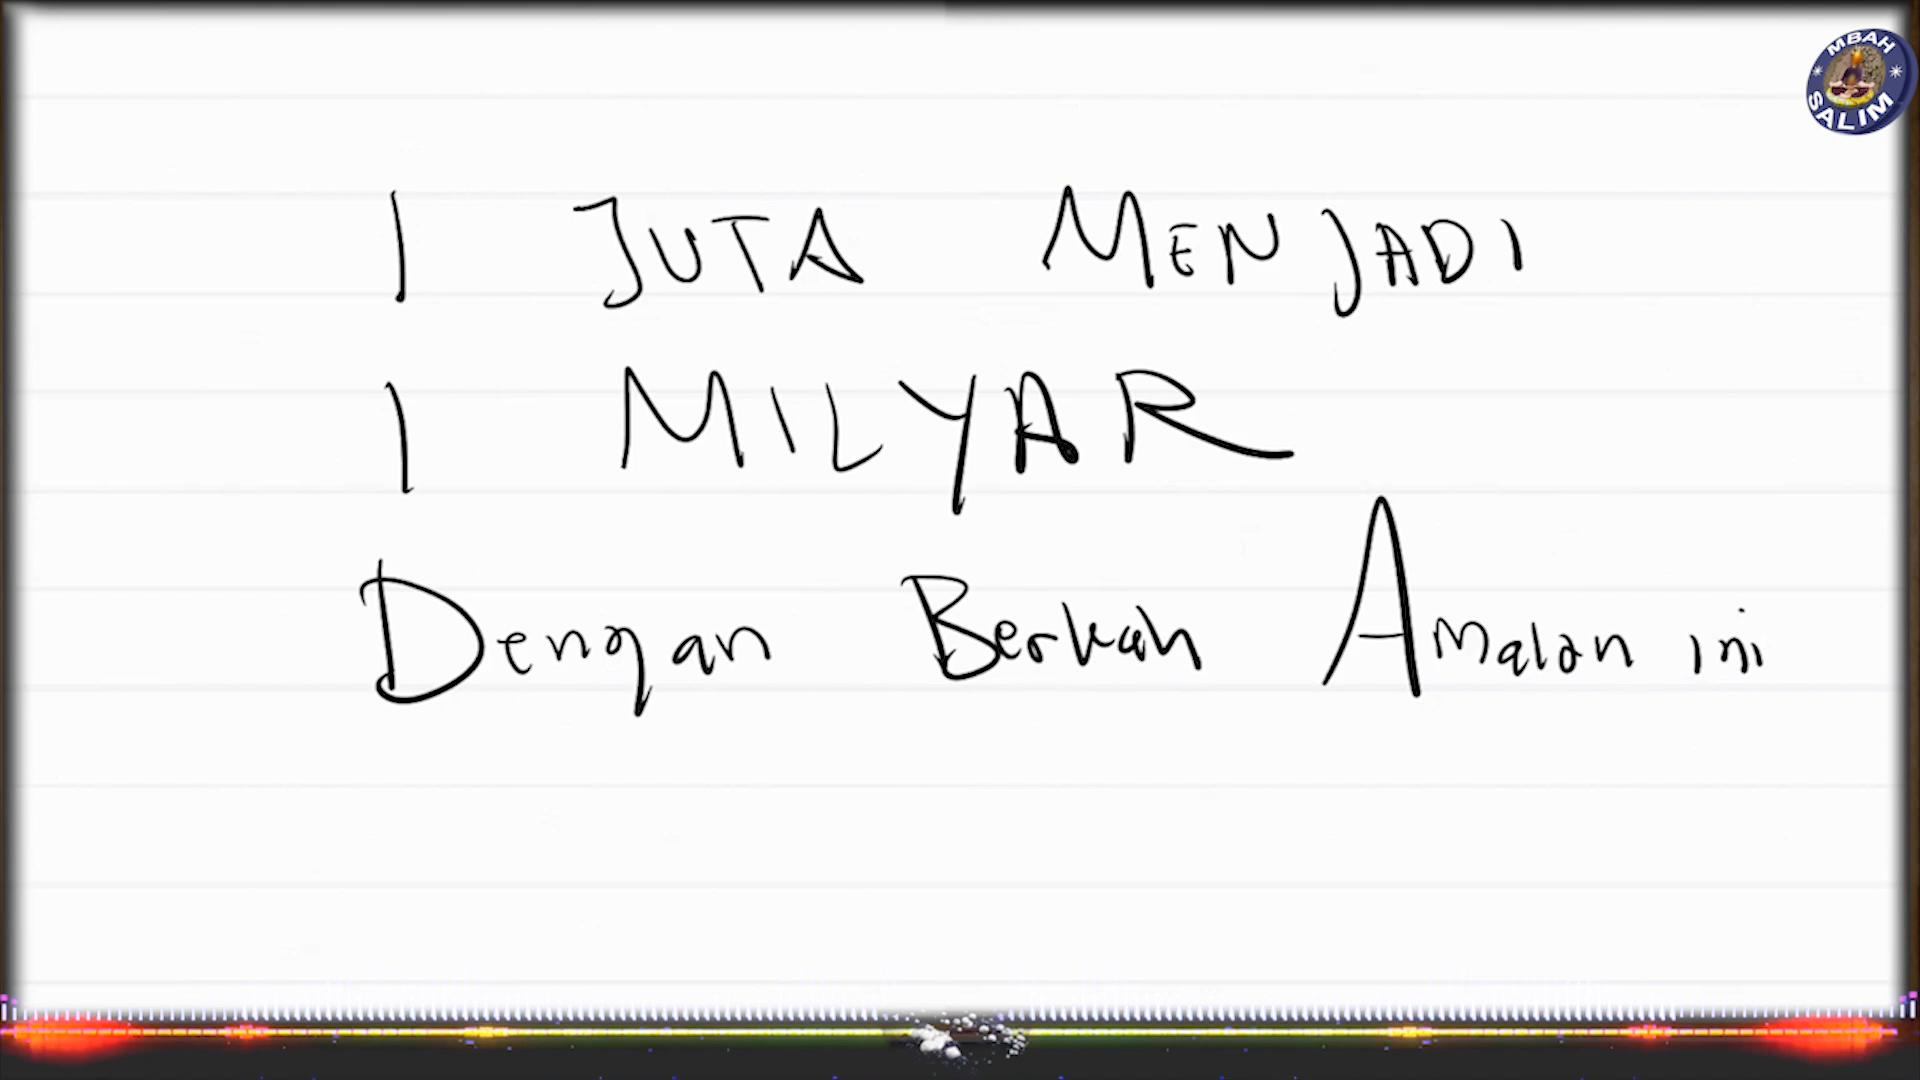 MBAH
SALIM
1 JUTA MENJADI
1 MILYAR
Dengan Berkah Amalan ini